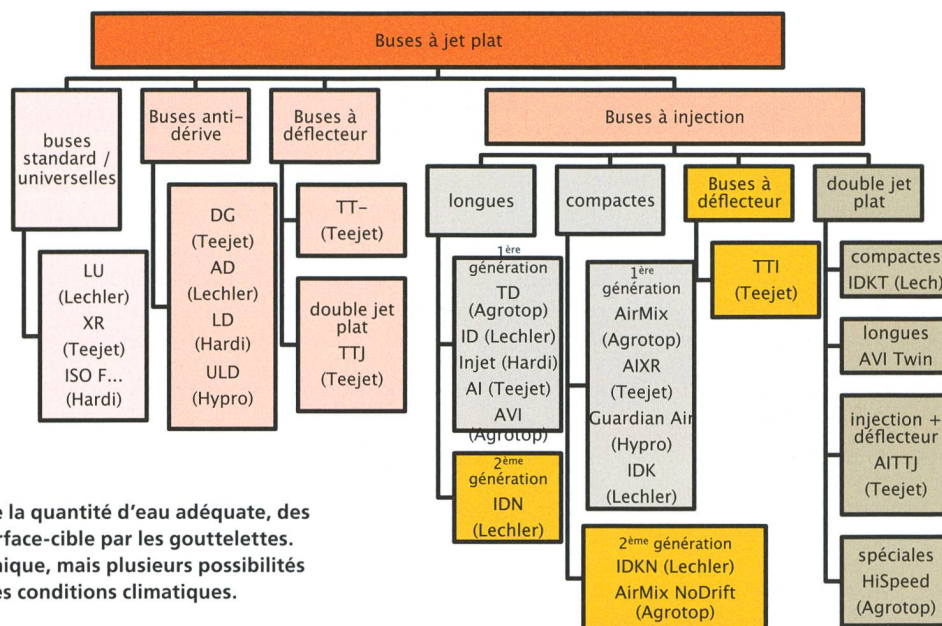 Buses à jet plat
buses
standard /
universelles
LU
(Lechler)
XR
(Teejet)
ISO F...
(Hardi)
Buses anti-
dérive
DG
(Teejet)
AD
(Lechler)
LD
(Hardi)
ULD
(Hypro)
Buses à
déflecteur
TT-
(Teejet)
double jet
plat
TTJ
(Teejet)
Buses à injection
longues
1ère
génération
TD
(Agrotop)
ID (Lechler)
Injet (Hardi)
AI (Teejet)
AVI
(Agrotop)
2ème
génération
IDN
(Lechler)
compactes
1ère
génération
AirMix
(Agrotop)
AIXR
(Teejet)
Guardian Air
(Hypro)
IDK
(Lechler)
2ème génération
IDKN (Lechler)
AirMix NoDrift
(Agrotop)
Buses à
déflecteur
TTI
(Teejet)
double jet
plat
compactes
IDKT (Lech)
longues
AVI Twin
injection +
déflecteur
AITTJ
(Teejet)
spéciales
HiSpeed
(Agrotop)
e la quantité d'eau adéquate, des
rface-cible par les gouttelettes.
nique, mais plusieurs possibilités
es conditions climatiques.